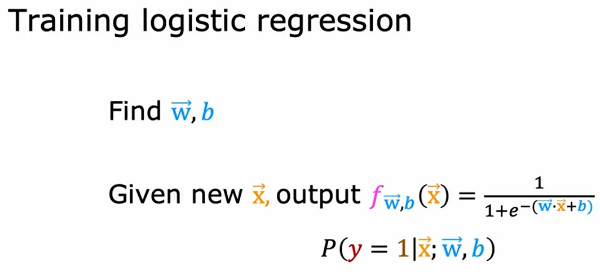 Training logistic regression
Find w⃗, b
Given new x⃗, output f_w⃗,b(x⃗) = 1/(1+e^−(w⃗·x⃗+b))
P(y = 1|x⃗; w⃗, b)